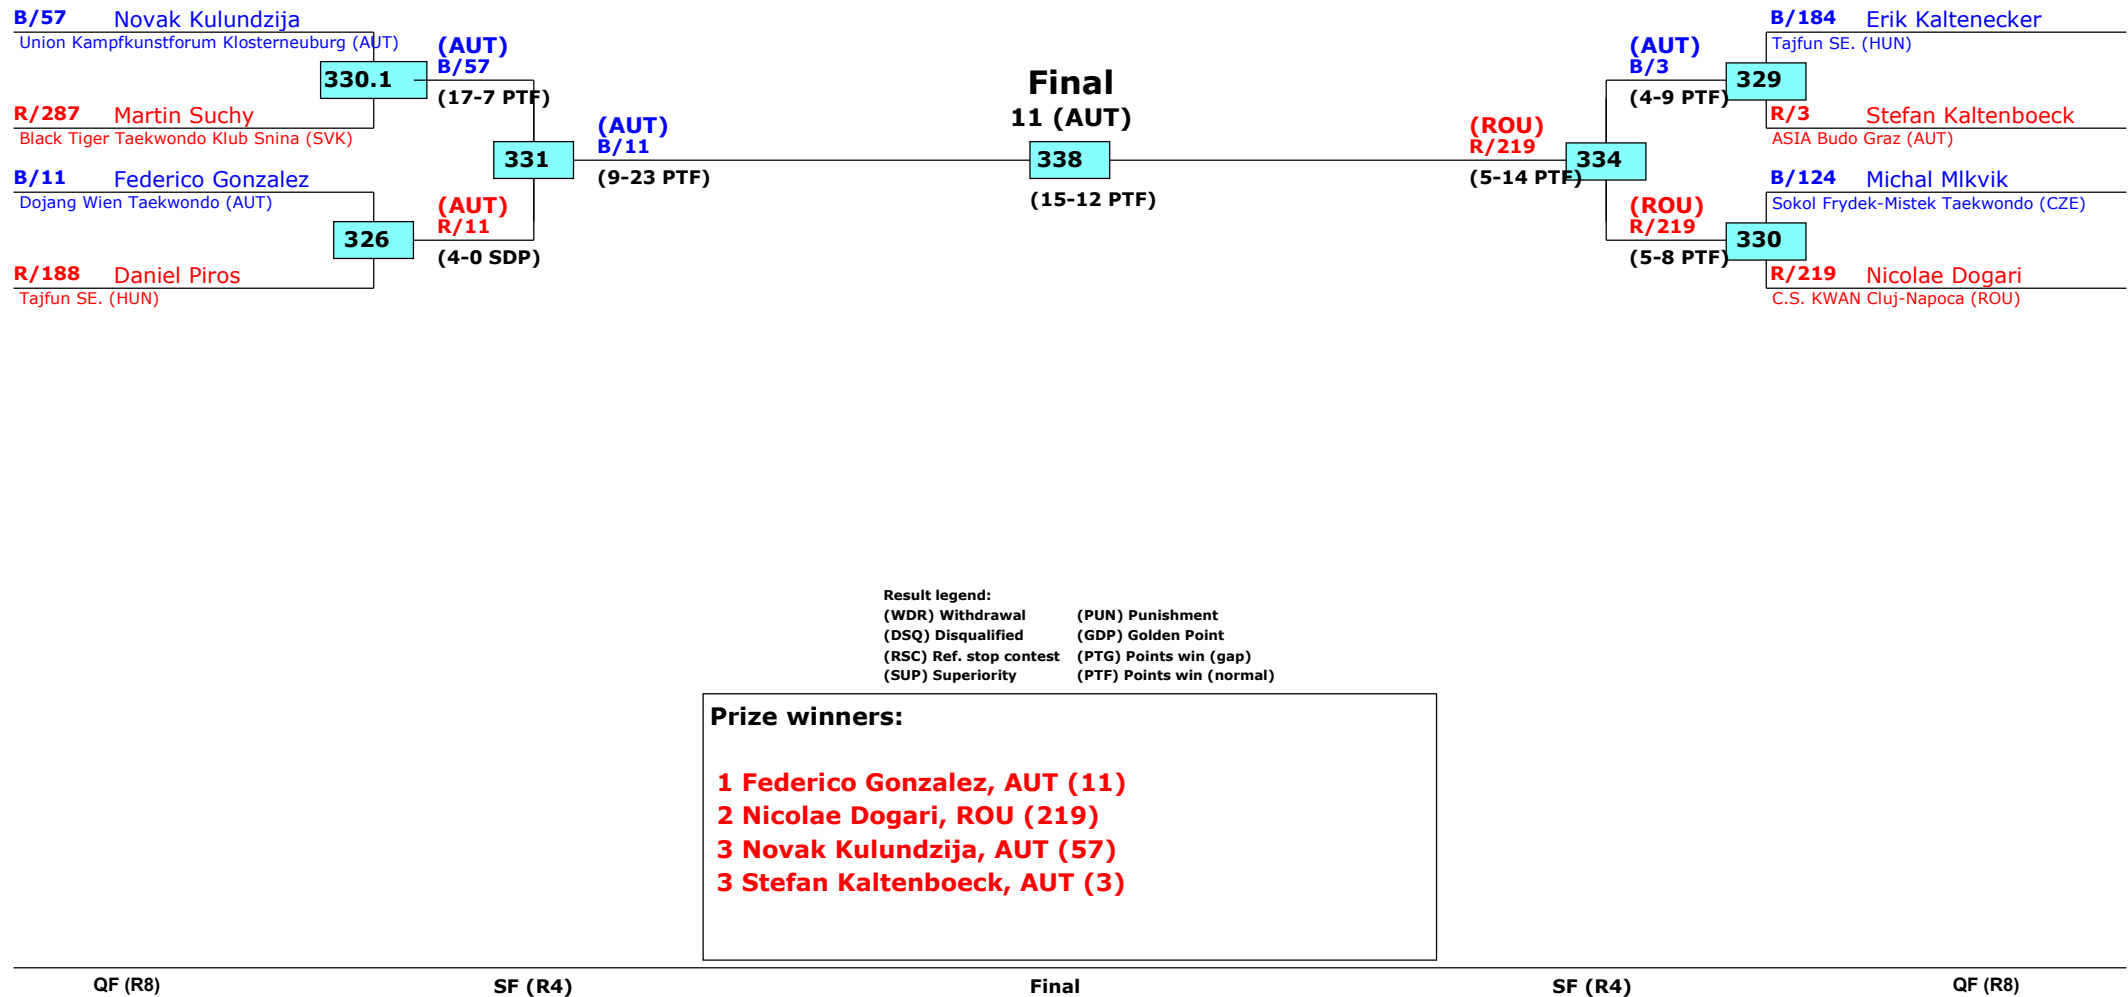 B/57 Novak Kulundzija
Union Kampfkunstforum Klosterneuburg (AUT)
330.1
(AUT)
B/57
(17-7 PTF)
R/287 Martin Suchy
Black Tiger Taekwondo Klub Snina (SVK)
331
(AUT)
B/11
(9-23 PTF)
B/11 Federico Gonzalez
Dojang Wien Taekwondo (AUT)
326
(AUT)
R/11
(4-0 SDP)
R/188 Daniel Piros
Tajfun SE. (HUN)
Final
11 (AUT)
338
(15-12 PTF)
(ROU)
R/219
(5-14 PTF)
334
(AUT)
B/3
(4-9 PTF)
329
B/184 Erik Kaltenecker
Tajfun SE. (HUN)
R/3 Stefan Kaltenboeck
ASIA Budo Graz (AUT)
(ROU)
R/219
(5-8 PTF)
330
B/124 Michal Mlkvik
Sokol Frydek-Mistek Taekwondo (CZE)
R/219 Nicolae Dogari
C.S. KWAN Cluj-Napoca (ROU)
Result legend:
(WDR) Withdrawal (PUN) Punishment
(DSQ) Disqualified (GDP) Golden Point
(RSC) Ref. stop contest (PTG) Points win (gap)
(SUP) Superiority (PTF) Points win (normal)
Prize winners:
1 Federico Gonzalez, AUT (11)
2 Nicolae Dogari, ROU (219)
3 Novak Kulundzija, AUT (57)
3 Stefan Kaltenboeck, AUT (3)
QF (R8) SF (R4) Final SF (R4) QF (R8)